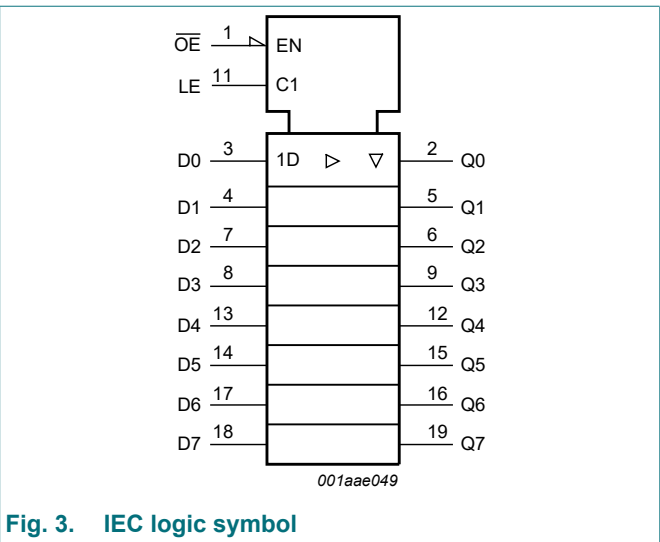 O̅E̅ 1 EN
LE 11 C1
D0 3 1D 2 Q0
D1 4 5 Q1
D2 7 6 Q2
D3 8 9 Q3
D4 13 12 Q4
D5 14 15 Q5
D6 17 16 Q6
D7 18 19 Q7
001aae049
Fig. 3. IEC logic symbol